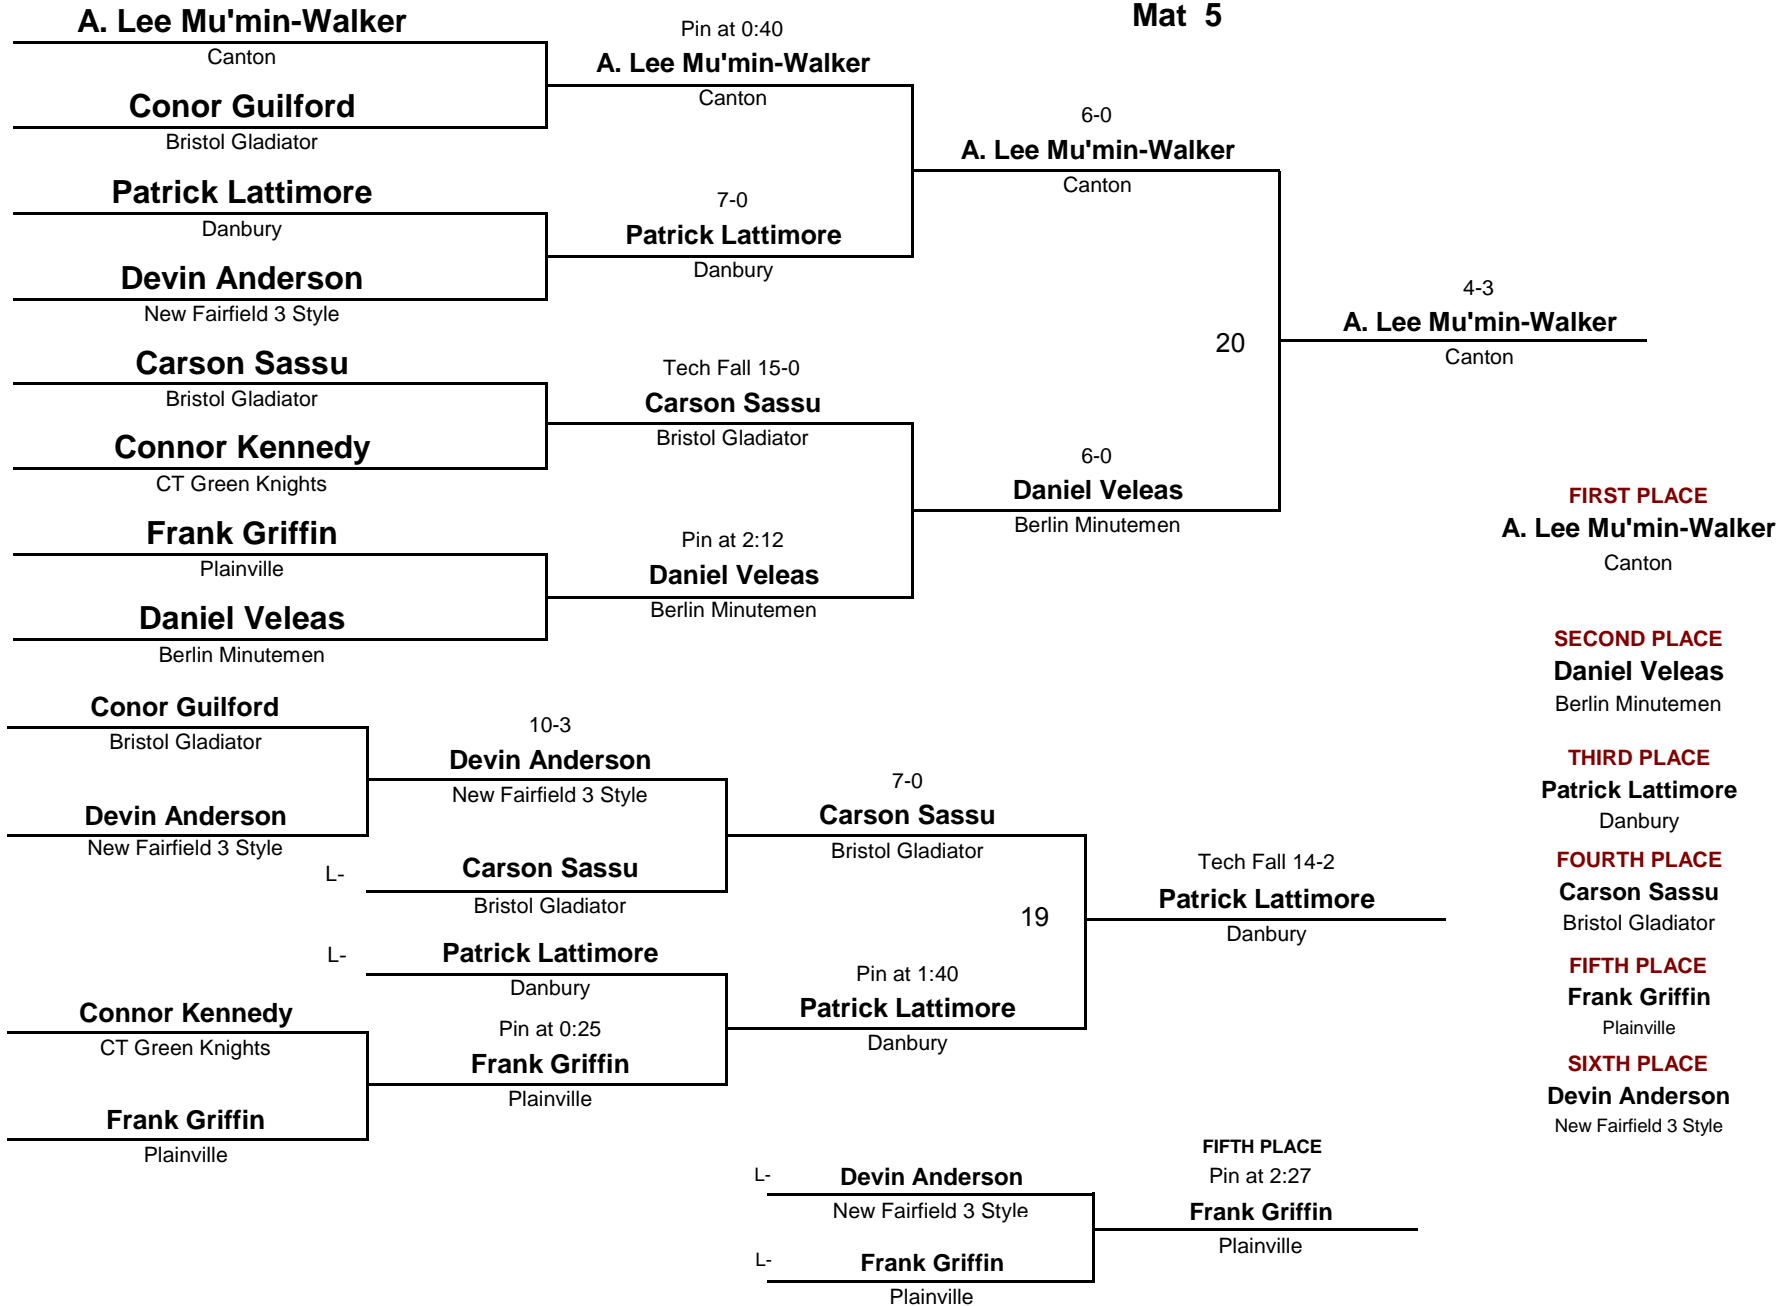 Mat 5
A. Lee Mu'min-Walker
Canton
Conor Guilford
Bristol Gladiator
Patrick Lattimore
Danbury
Devin Anderson
New Fairfield 3 Style
Carson Sassu
Bristol Gladiator
Connor Kennedy
CT Green Knights
Frank Griffin
Plainville
Daniel Veleas
Berlin Minutemen
Pin at 0:40
A. Lee Mu'min-Walker
Canton
7-0
Patrick Lattimore
Danbury
Tech Fall 15-0
Carson Sassu
Bristol Gladiator
Pin at 2:12
Daniel Veleas
Berlin Minutemen
6-0
A. Lee Mu'min-Walker
Canton
6-0
Daniel Veleas
Berlin Minutemen
20
4-3
A. Lee Mu'min-Walker
Canton
Conor Guilford
Bristol Gladiator
Devin Anderson
New Fairfield 3 Style
Connor Kennedy
CT Green Knights
Frank Griffin
Plainville
10-3
Devin Anderson
New Fairfield 3 Style
L-
Carson Sassu
Bristol Gladiator
L-
Patrick Lattimore
Danbury
Pin at 0:25
Frank Griffin
Plainville
7-0
Carson Sassu
Bristol Gladiator
19
Pin at 1:40
Patrick Lattimore
Danbury
Tech Fall 14-2
Patrick Lattimore
Danbury
L-
Devin Anderson
New Fairfield 3 Style
L-
Frank Griffin
Plainville
FIFTH PLACE
Pin at 2:27
Frank Griffin
Plainville
FIRST PLACE
A. Lee Mu'min-Walker
Canton
SECOND PLACE
Daniel Veleas
Berlin Minutemen
THIRD PLACE
Patrick Lattimore
Danbury
FOURTH PLACE
Carson Sassu
Bristol Gladiator
FIFTH PLACE
Frank Griffin
Plainville
SIXTH PLACE
Devin Anderson
New Fairfield 3 Style